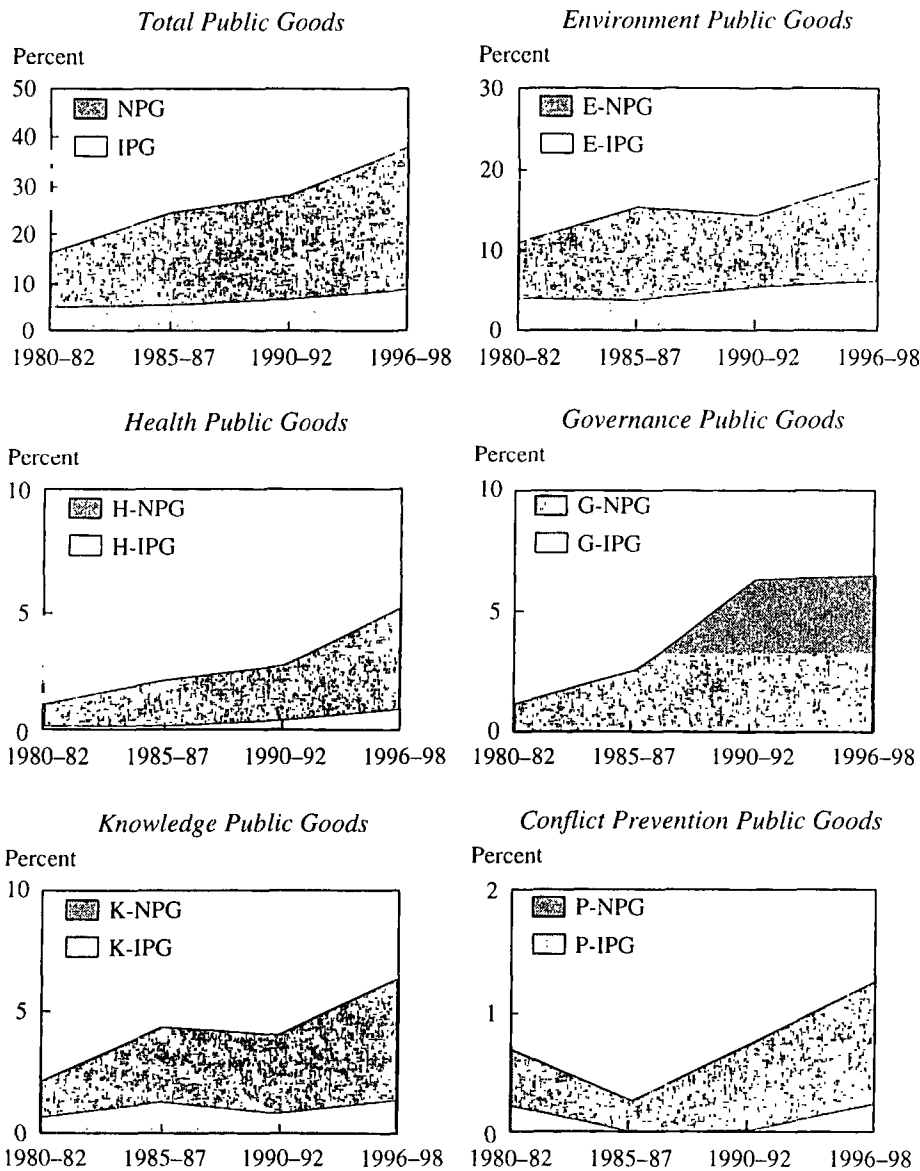 Total Public Goods
Percent
50
40
30
20
10
0
NPG
IPG
1980–82 1985–87 1990–92 1996–98
Environment Public Goods
Percent
30
20
10
0
E-NPG
E-IPG
1980–82 1985–87 1990–92 1996–98
Health Public Goods
Percent
10
5
0
H-NPG
H-IPG
1980–82 1985–87 1990–92 1996–98
Governance Public Goods
Percent
10
5
0
G-NPG
G-IPG
1980–82 1985–87 1990–92 1996–98
Knowledge Public Goods
Percent
10
5
0
K-NPG
K-IPG
1980–82 1985–87 1990–92 1996–98
Conflict Prevention Public Goods
Percent
2
1
0
P-NPG
P-IPG
1980–82 1985–87 1990–92 1996–98